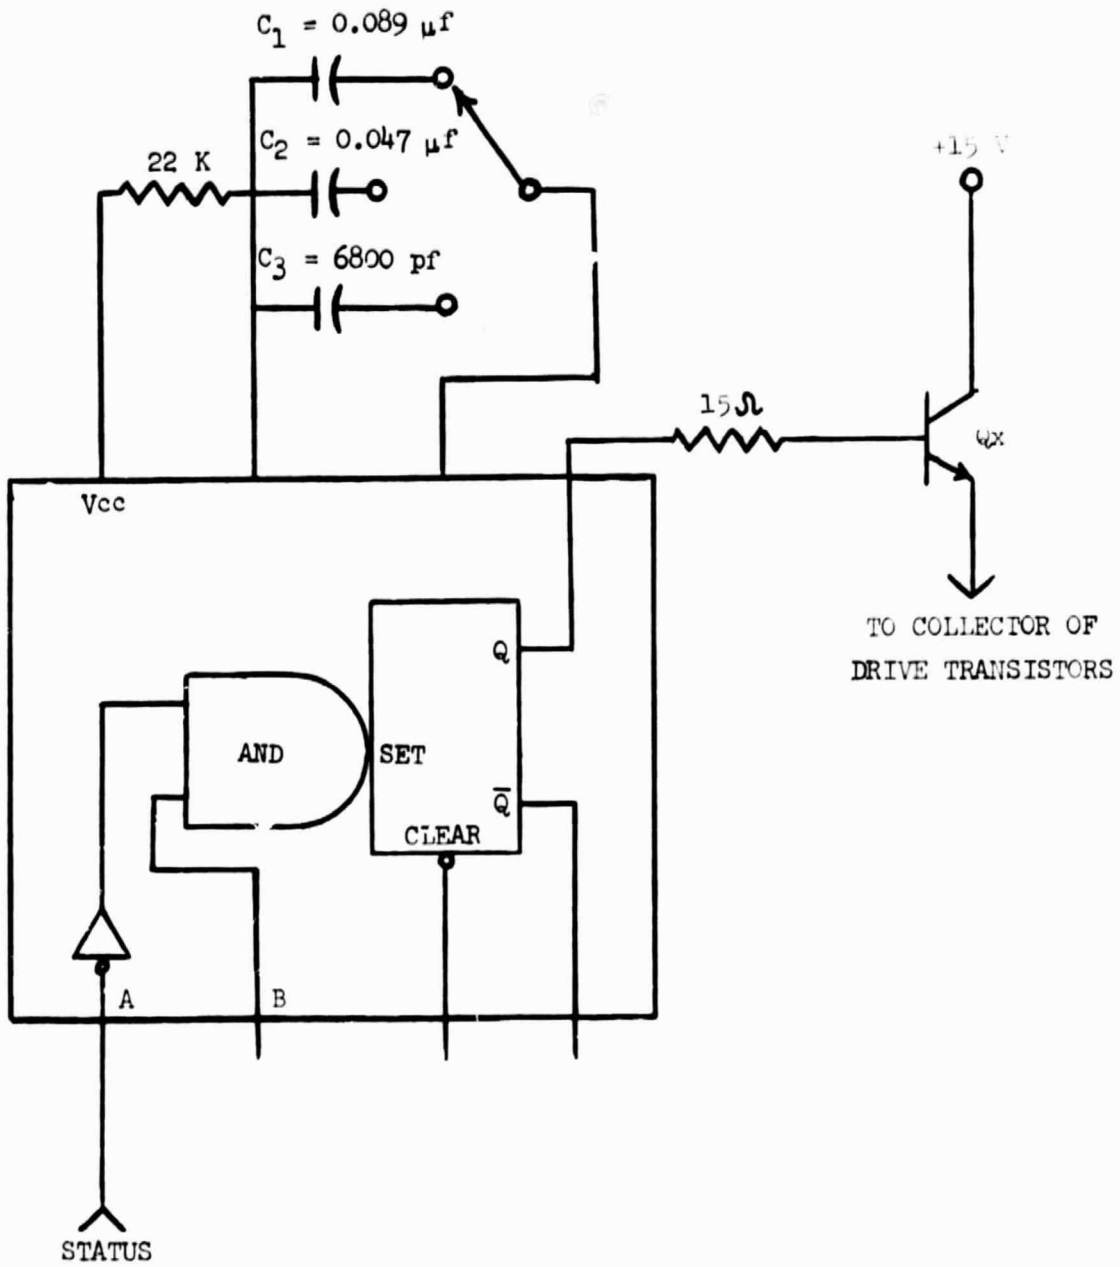 C1 = 0.089 μf
C2 = 0.047 μf
22 K
C3 = 6800 pf
+15 V
15Ω
Qx
Vcc
TO COLLECTOR OF
DRIVE TRANSISTORS
Q
AND
SET
Q̅
CLEAR
A
B
STATUS